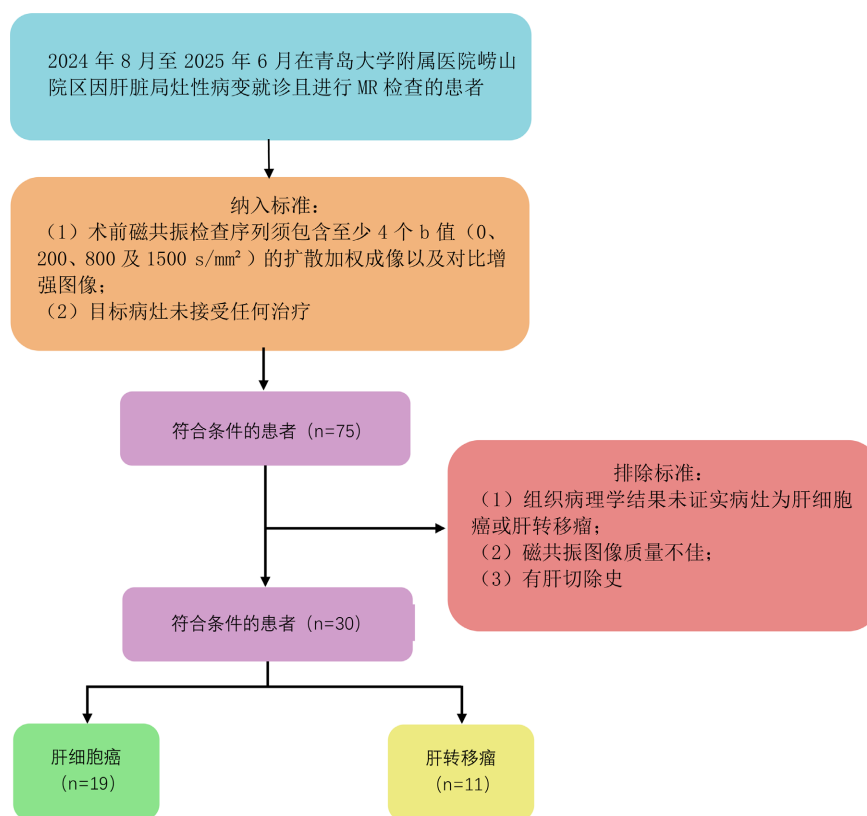 2024 年 8 月至 2025 年 6 月在青岛大学附属医院崂山
院区因肝脏局灶性病变就诊且进行 MR 检查的患者
纳入标准：
（1）术前磁共振检查序列须包含至少 4 个 b 值（0、
200、800 及 1500 s/mm²）的扩散加权成像以及对比增
强图像；
（2）目标病灶未接受任何治疗
符合条件的患者（n=75）
排除标准：
（1）组织病理学结果未证实病灶为肝细胞
癌或肝转移瘤；
（2）磁共振图像质量不佳；
（3）有肝切除史
符合条件的患者（n=30）
肝细胞癌
（n=19）
肝转移瘤
（n=11）